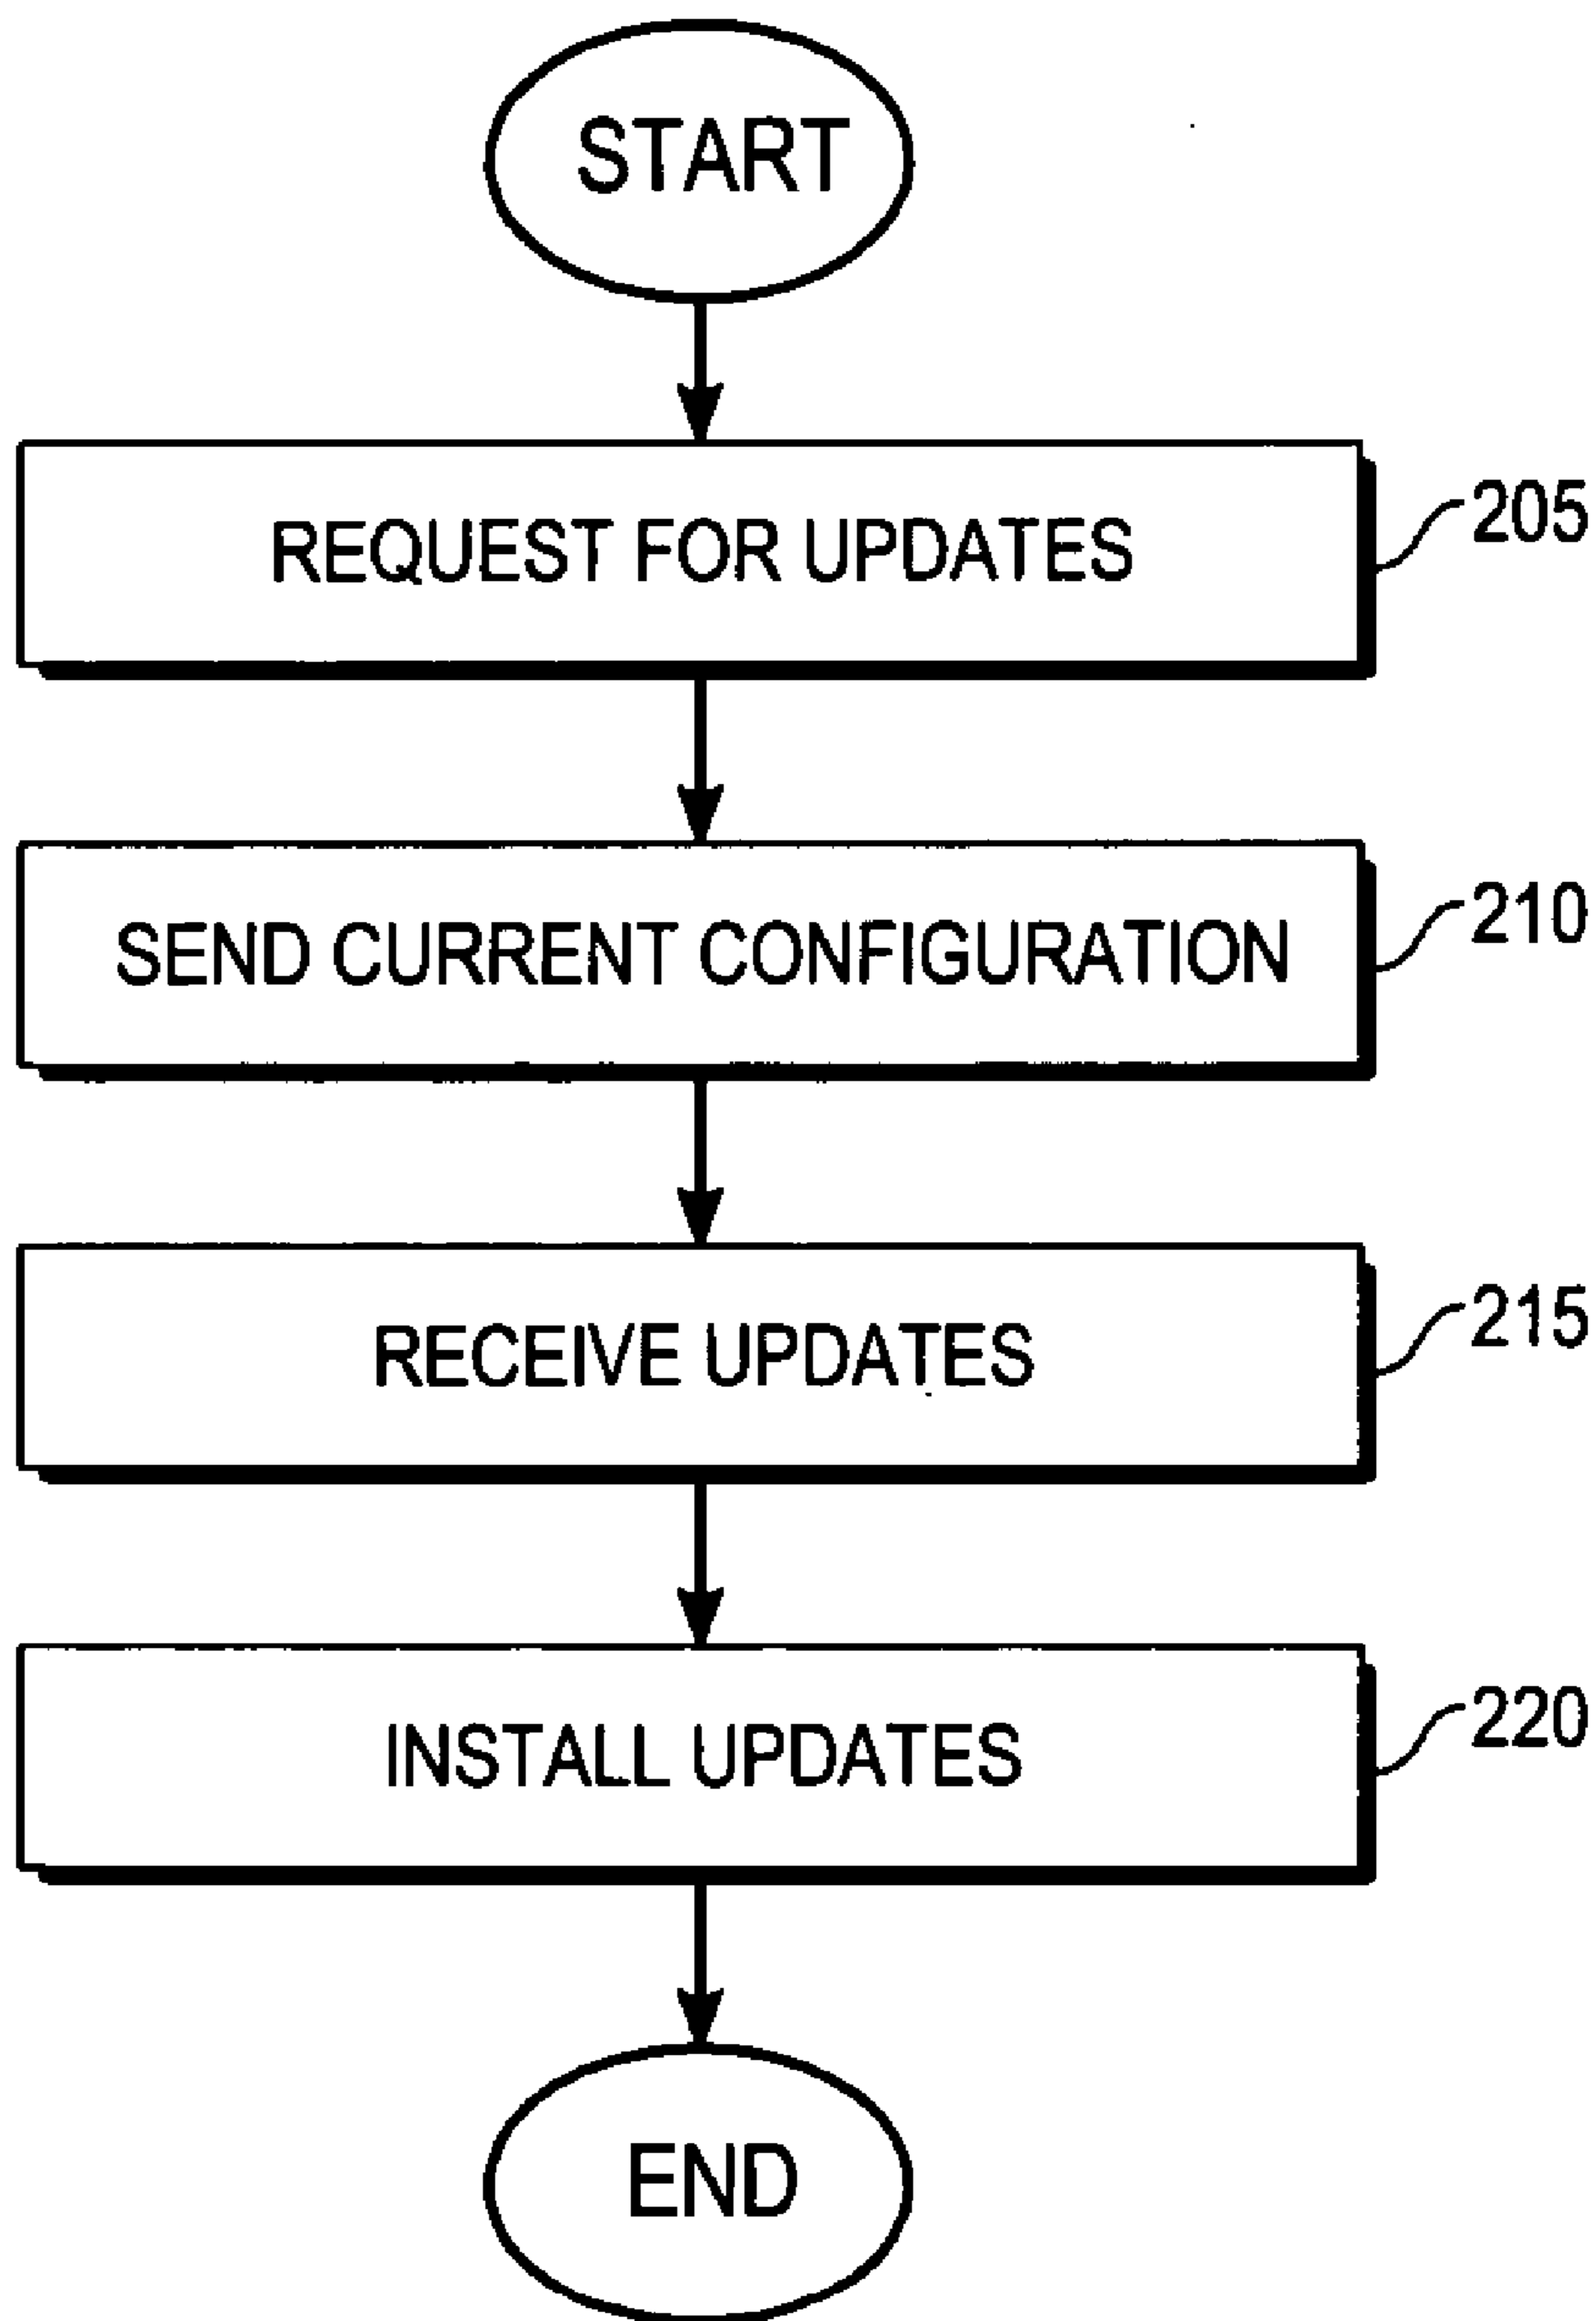 START
REQUEST FOR UPDATES
205
SEND CURRENT CONFIGURATION
210
RECEIVE UPDATES
215
INSTALL UPDATES
220
END